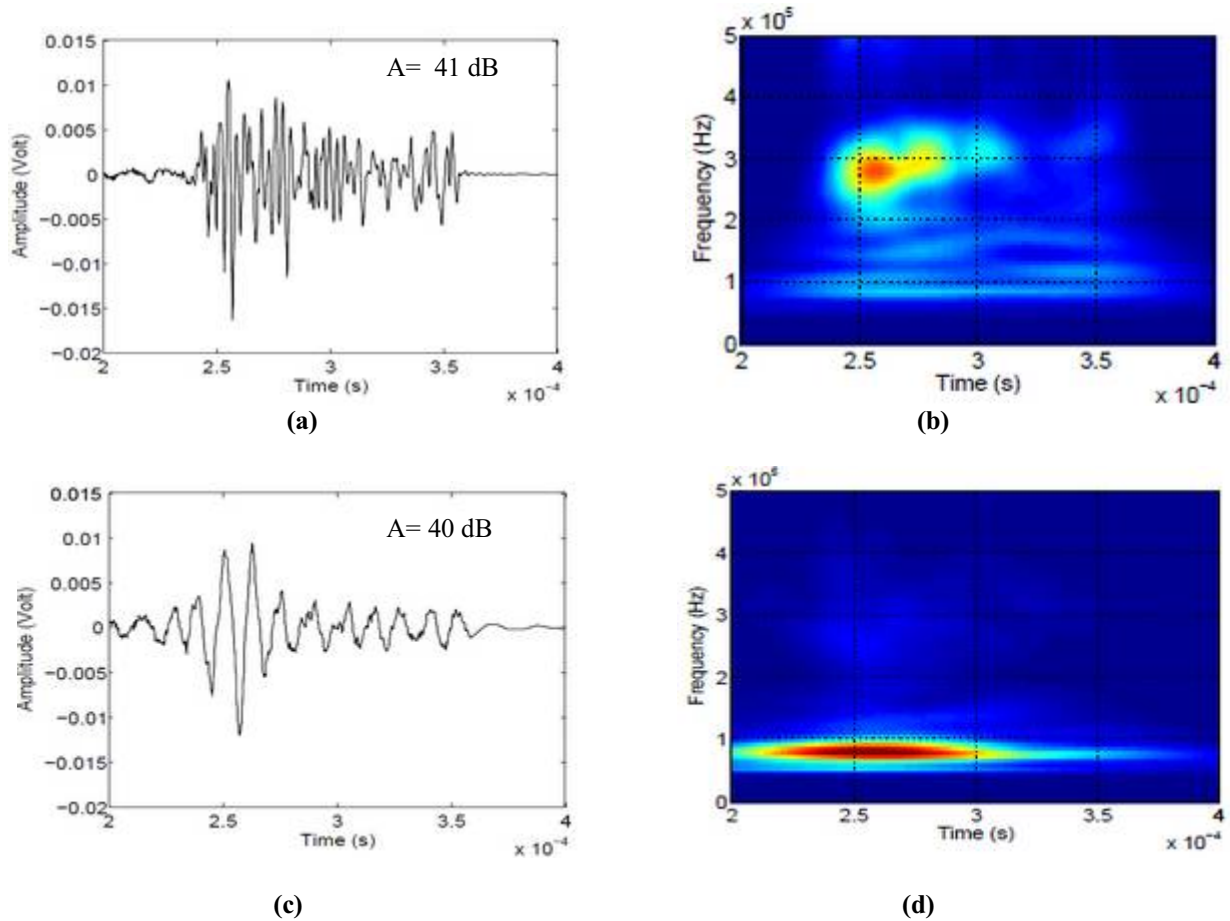 0.015
0.01
0.005
0
−0.005
−0.01
−0.015
−0.02
Amplitude (Volt)
A= 41 dB
2 2.5 3 3.5 4
Time (s)
x 10⁻⁴
(a)
x 10⁵
5
4
3
2
1
0
Frequency (Hz)
2 2.5 3 3.5 4
Time (s)
x 10⁻⁴
(b)
0.015
0.01
0.005
0
−0.005
−0.01
−0.015
−0.02
Amplitude (Volt)
A= 40 dB
2 2.5 3 3.5 4
Time (s)
x 10⁻⁴
(c)
x 10⁵
5
4
3
2
1
0
Frequency (Hz)
2 2.5 3 3.5 4
Time (s)
x 10⁻⁴
(d)